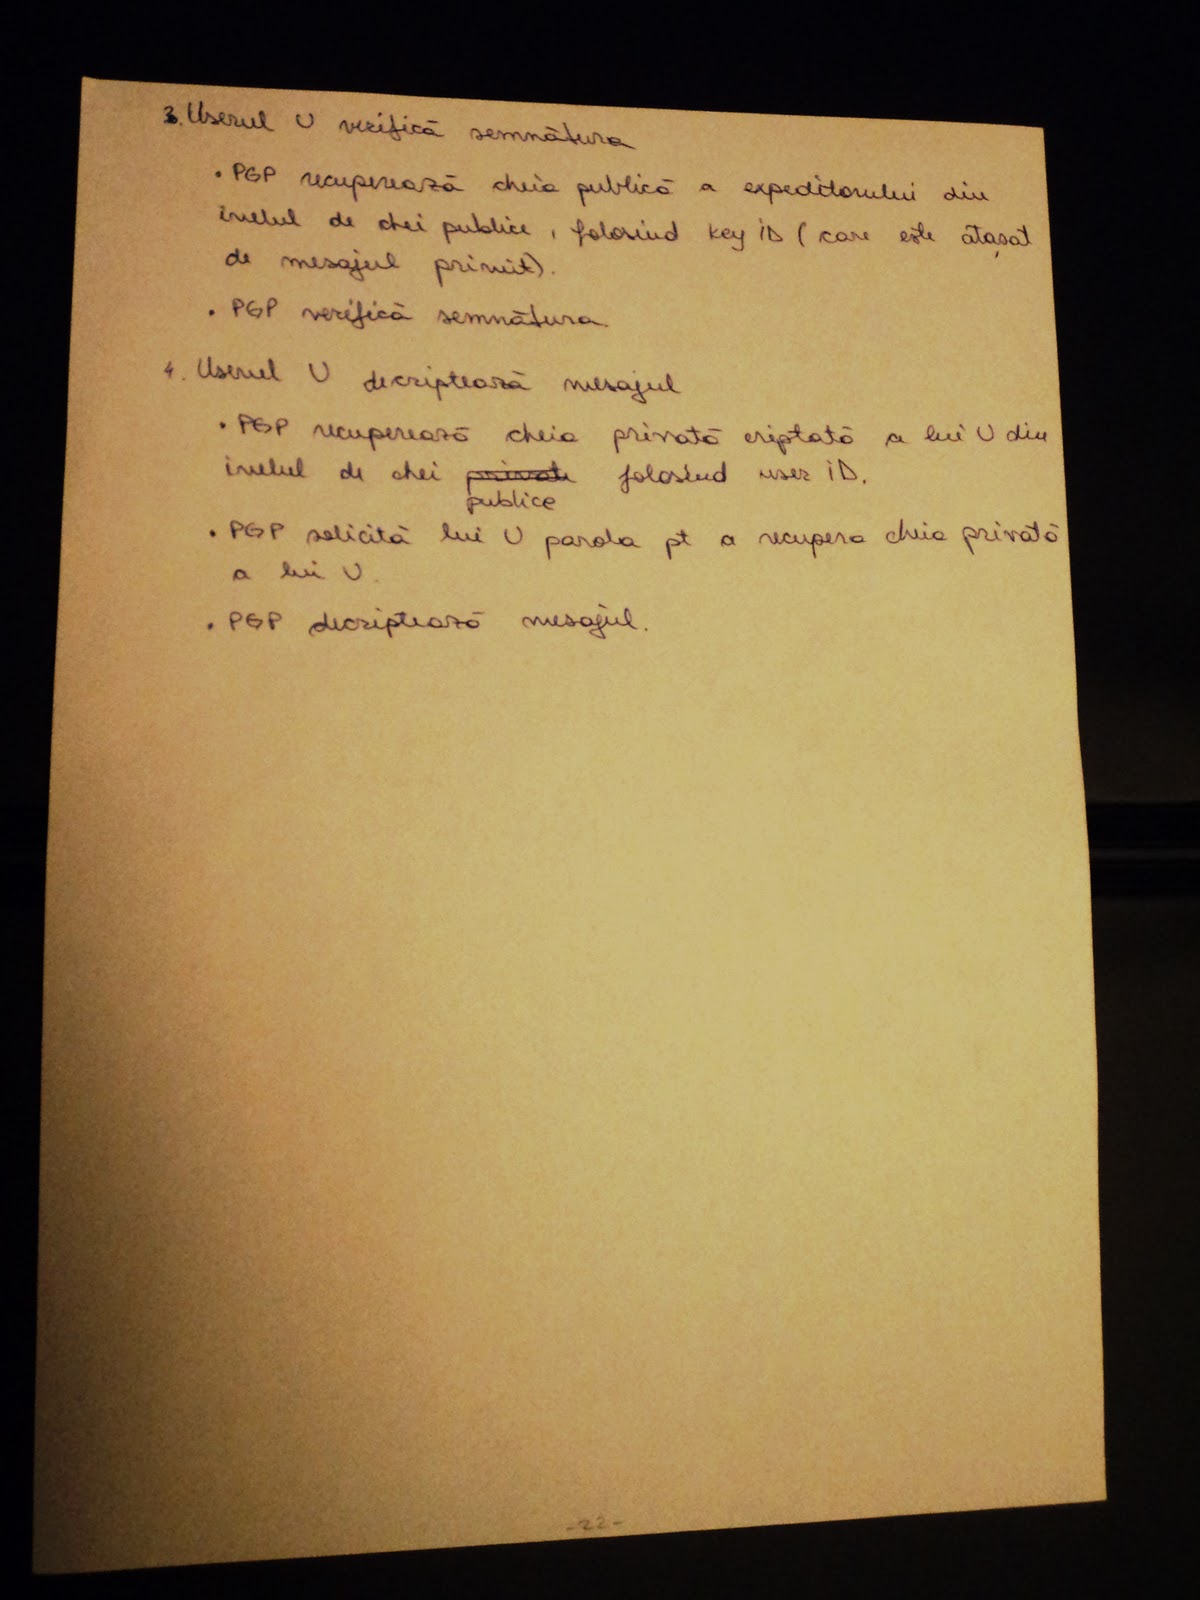 3. Userul U verifică semnătura
• PGP recuperează cheia publică a expeditorului din
inelul de chei publice, folosind key ID (care este atașat
de mesajul primit).
• PGP verifică semnătura.
4. Userul U decriptează mesajul
• PGP recuperează cheia privată criptată a lui U din
inelul de chei private folosind user ID.
publice
• PGP solicită lui U parola pt a recupera cheia privată
a lui U.
• PGP decriptează mesajul.
-22-